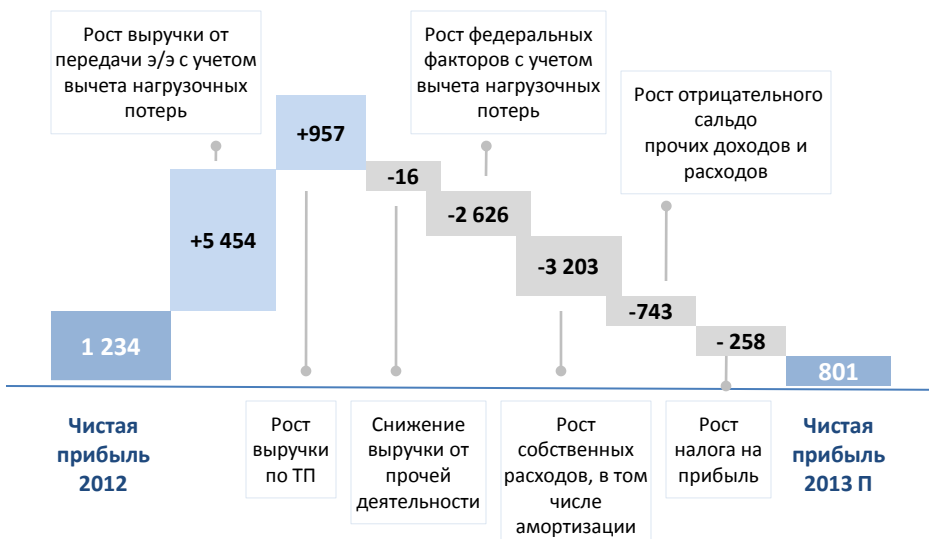 Рост выручки от
передачи э/э с учетом
вычета нагрузочных
потерь
Рост федеральных
факторов с учетом
вычета нагрузочных
потерь
Рост отрицательного
сальдо
прочих доходов и
расходов
+957
-16
-2 626
+5 454
-3 203
-743
- 258
1 234
801
Чистая
прибыль
2012
Рост
выручки
по ТП
Снижение
выручки от
прочей
деятельности
Рост
собственных
расходов, в том
числе
амортизации
Рост
налога на
прибыль
Чистая
прибыль
2013 П